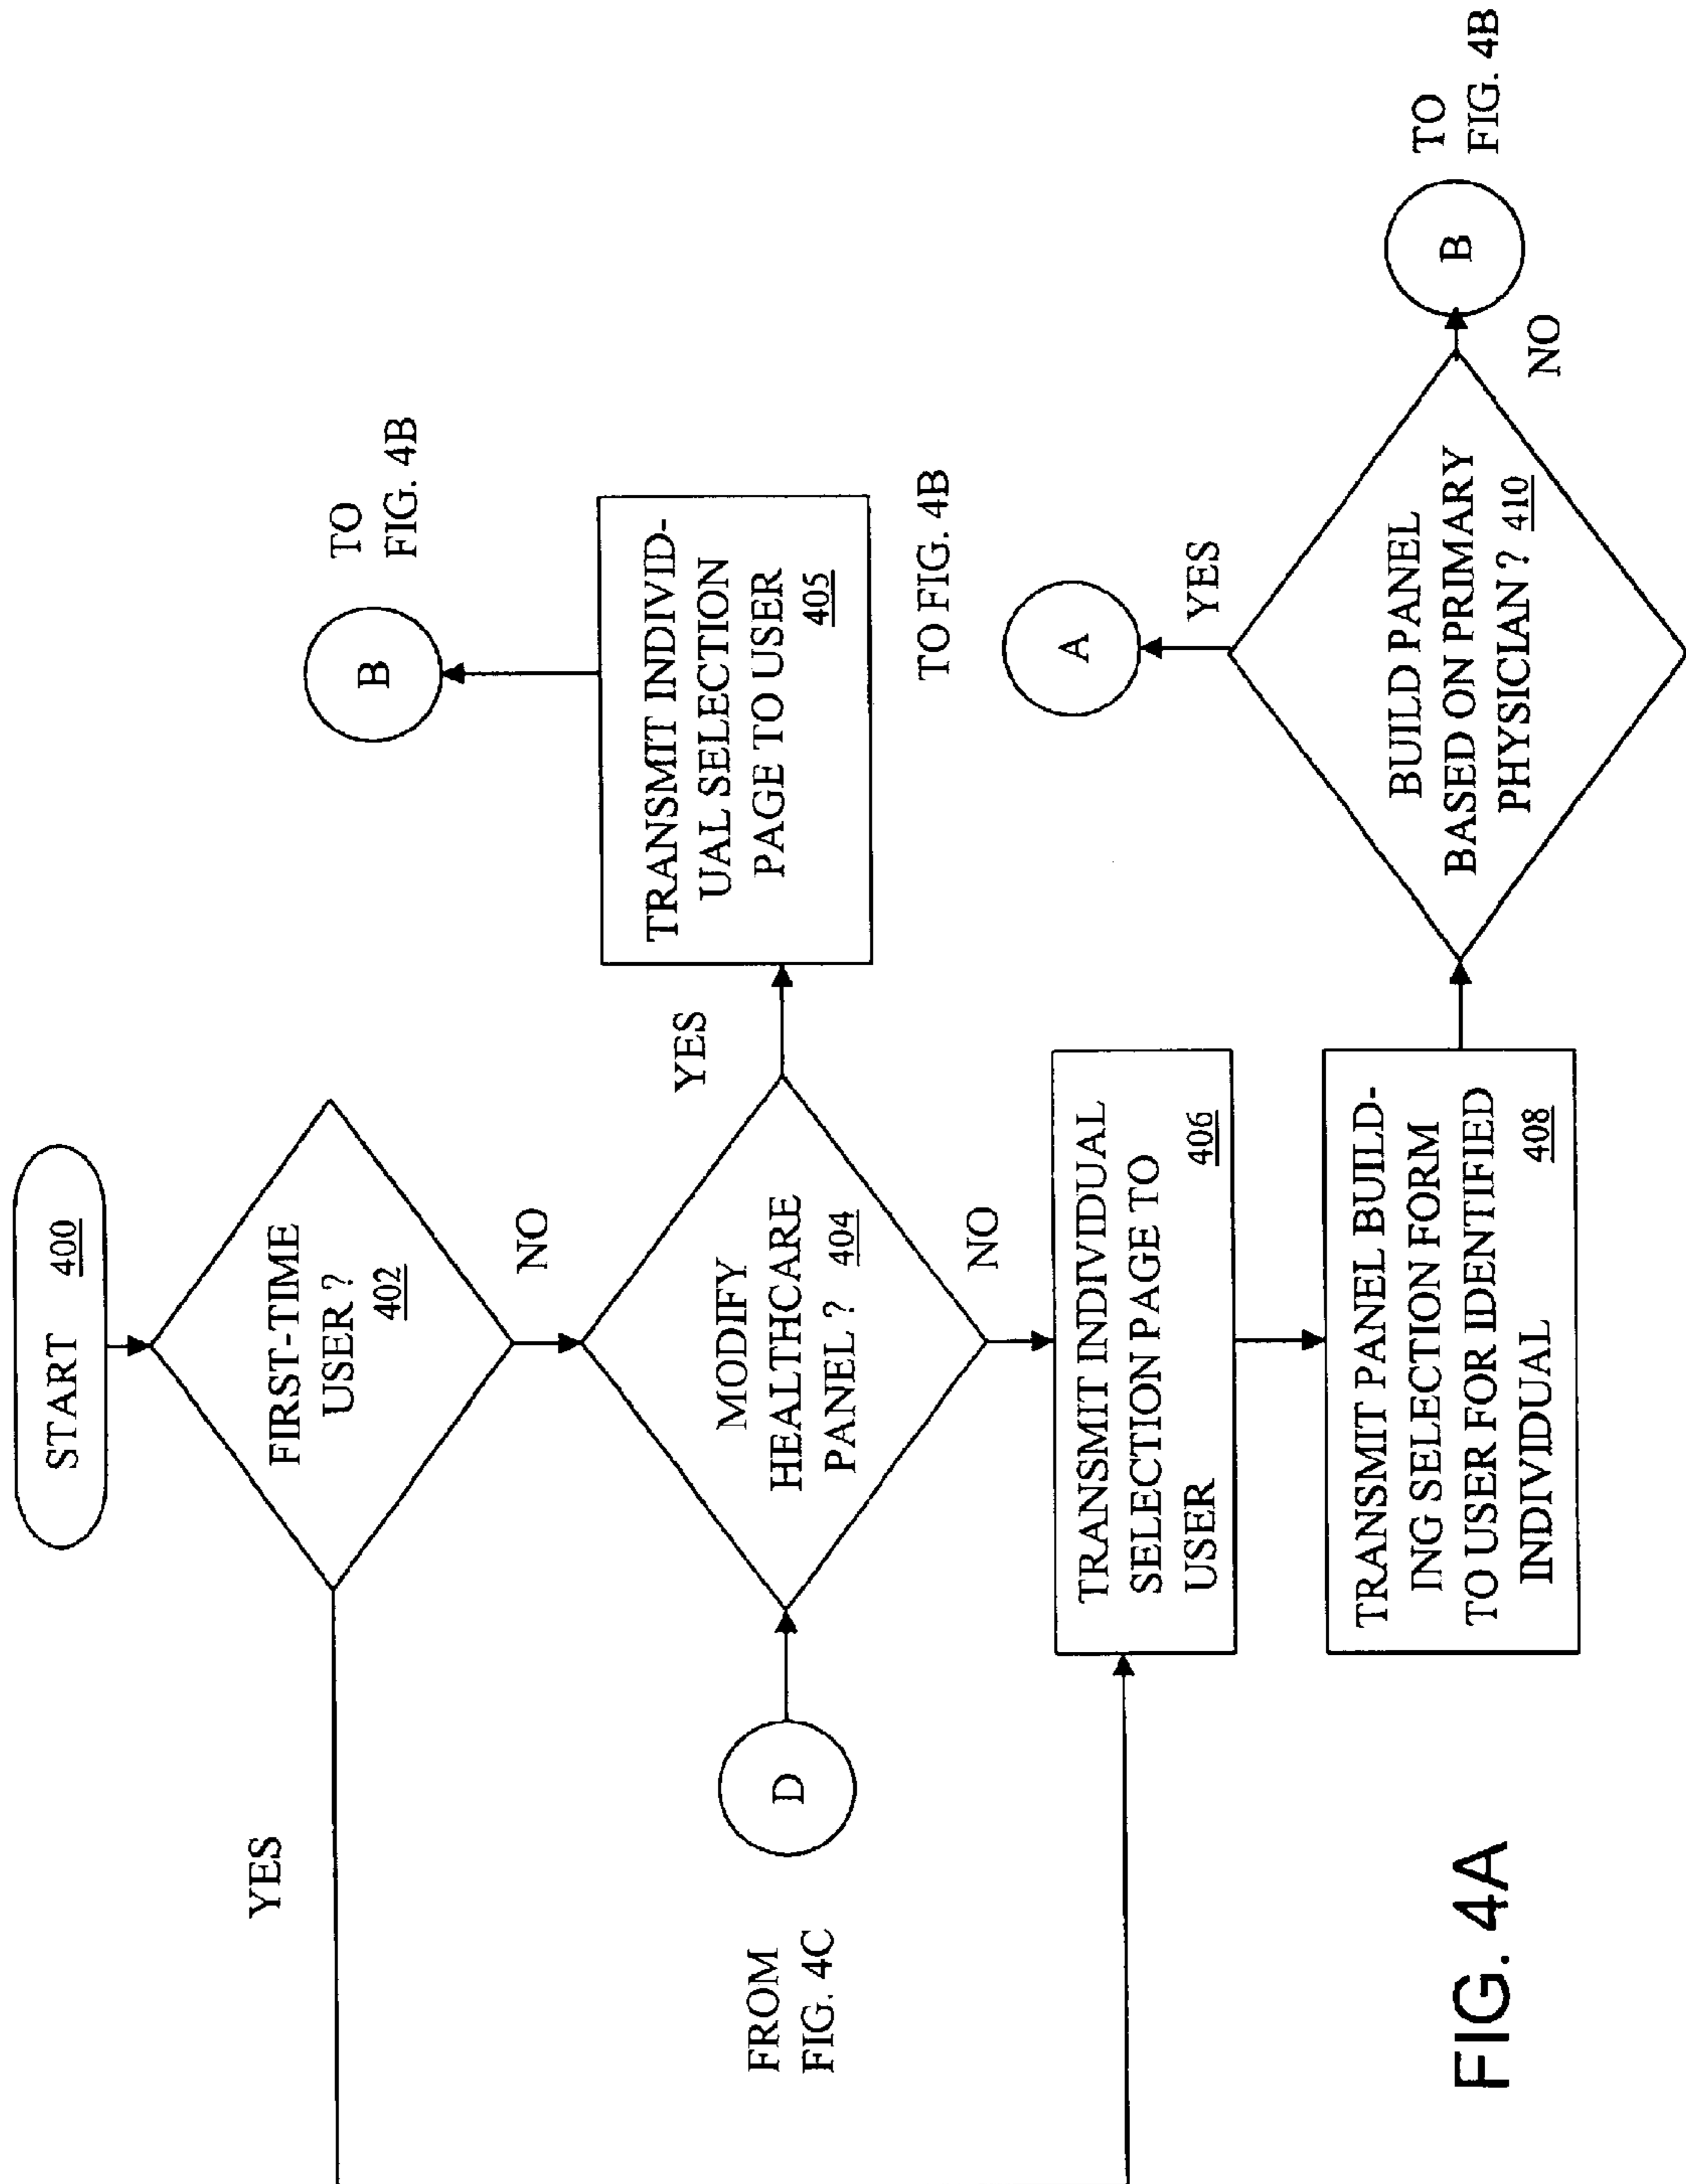 START 400
FIRST-TIME
USER ?
402
YES
NO
FROM
FIG. 4C
D
MODIFY
HEALTHCARE
PANEL ? 404
YES
NO
TRANSMIT INDIVID-
UAL SELECTION
PAGE TO USER
405
B
TO
FIG. 4B
TRANSMIT INDIVIDUAL
SELECTION PAGE TO
USER 406
TRANSMIT PANEL BUILD-
ING SELECTION FORM
TO USER FOR IDENTIFIED
INDIVIDUAL 408
BUILD PANEL
BASED ON PRIMARY
PHYSICIAN ? 410
YES
A
TO FIG. 4B
NO
B
TO
FIG. 4B
FIG. 4A